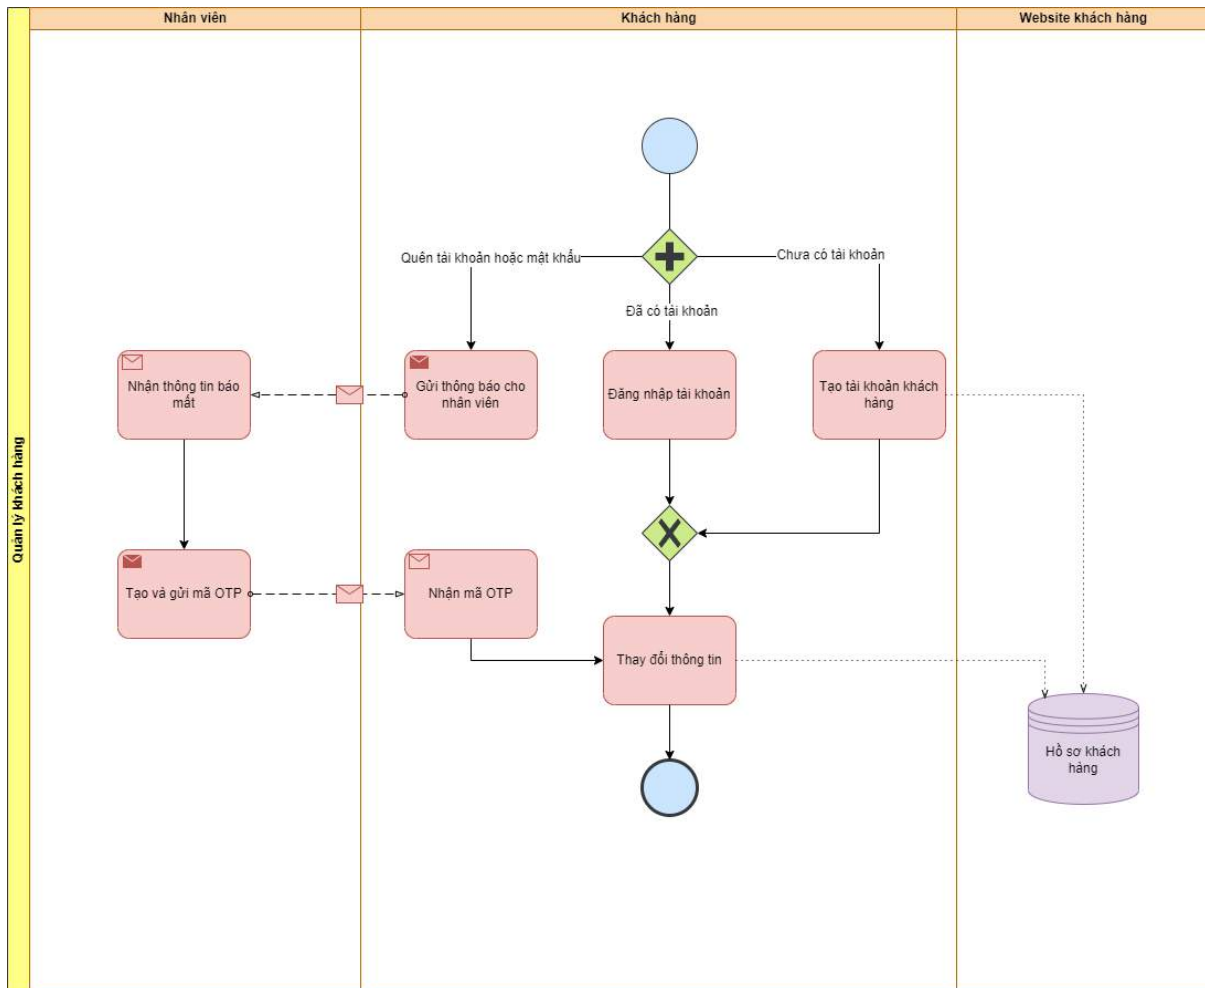 Nhân viên
Khách hàng
Website khách hàng
Quản lý khách hàng
Quên tài khoản hoặc mật khẩu
Chưa có tài khoản
Đã có tài khoản
Nhận thông tin báo
mất
Gửi thông báo cho
nhân viên
Đăng nhập tài khoản
Tạo tài khoản khách
hàng
Tạo và gửi mã OTP
Nhận mã OTP
Thay đổi thông tin
Hồ sơ khách
hàng